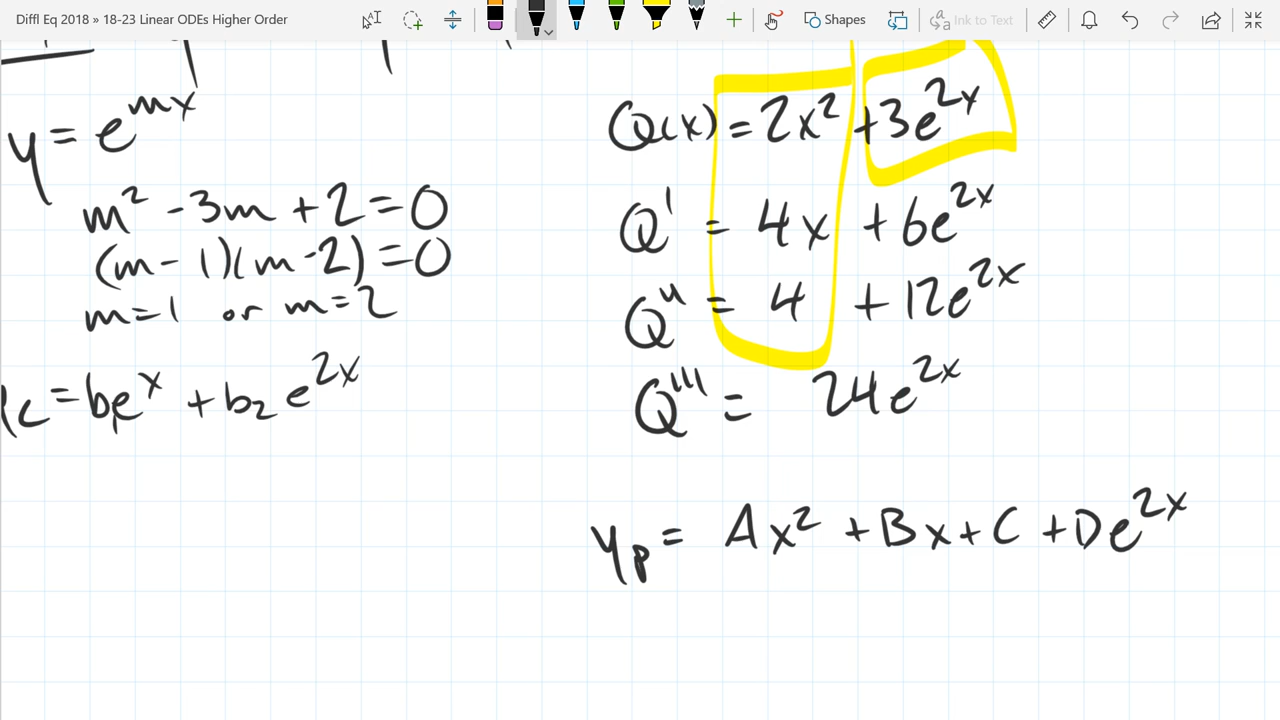 Diffl Eq 2018 » 18-23 Linear ODEs Higher Order
Shapes
Ink to Text
y = e^{mx}
m² - 3m + 2 = 0
(m - 1)(m - 2) = 0
m = 1 or m = 2
c = b₁e^x + b₂e^{2x}
Q(x) = 2x² + 3e^{2x}
Q' = 4x + 6e^{2x}
Q'' = 4 + 12e^{2x}
Q''' = 24e^{2x}
y_p = Ax² + Bx + C + De^{2x}